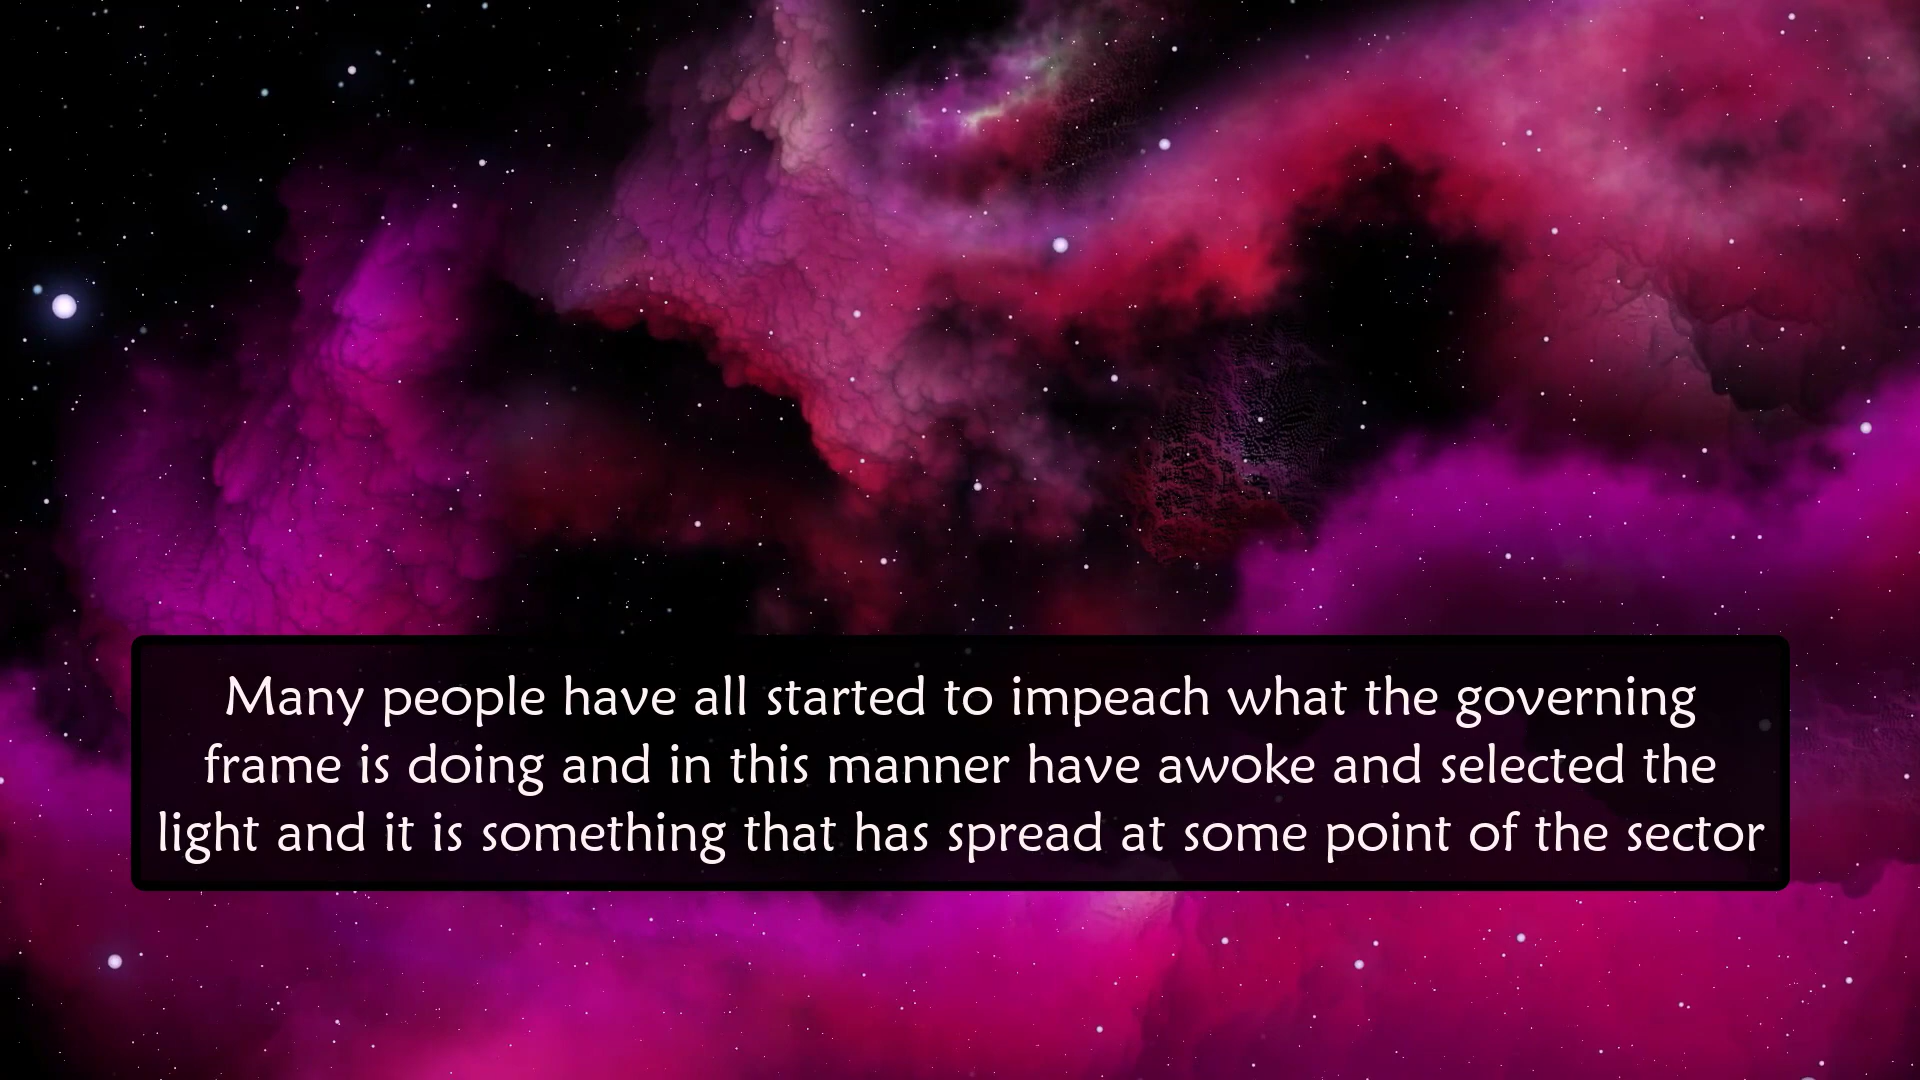 Many people have all started to impeach what the governing
frame is doing and in this manner have awoke and selected the
light and it is something that has spread at some point of the sector